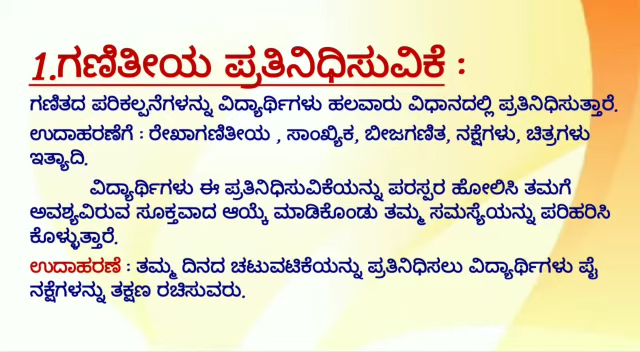 1.ಗಣಿತೀಯ ಪ್ರತಿನಿಧಿಸುವಿಕೆ :
ಗಣಿತದ ಪರಿಕಲ್ಪನೆಗಳನ್ನು ವಿದ್ಯಾರ್ಥಿಗಳು ಹಲವಾರು ವಿಧಾನದಲ್ಲಿ ಪ್ರತಿನಿಧಿಸುತ್ತಾರೆ.
ಉದಾಹರಣೆಗೆ : ರೇಖಾಗಣಿತೀಯ , ಸಾಂಖ್ಯಿಕ, ಬೀಜಗಣಿತ, ನಕ್ಷೆಗಳು, ಚಿತ್ರಗಳು
ಇತ್ಯಾದಿ.
ವಿದ್ಯಾರ್ಥಿಗಳು ಈ ಪ್ರತಿನಿಧಿಸುವಿಕೆಯನ್ನು ಪರಸ್ಪರ ಹೋಲಿಸಿ ತಮಗೆ
ಅವಶ್ಯವಿರುವ ಸೂಕ್ತವಾದ ಆಯ್ಕೆ ಮಾಡಿಕೊಂಡು ತಮ್ಮ ಸಮಸ್ಯೆಯನ್ನು ಪರಿಹರಿಸಿ
ಕೊಳ್ಳುತ್ತಾರೆ.
ಉದಾಹರಣೆ : ತಮ್ಮ ದಿನದ ಚಟುವಟಿಕೆಯನ್ನು ಪ್ರತಿನಿಧಿಸಲು ವಿದ್ಯಾರ್ಥಿಗಳು ಪೈ
ನಕ್ಷೆಗಳನ್ನು ತಕ್ಷಣ ರಚಿಸುವರು.